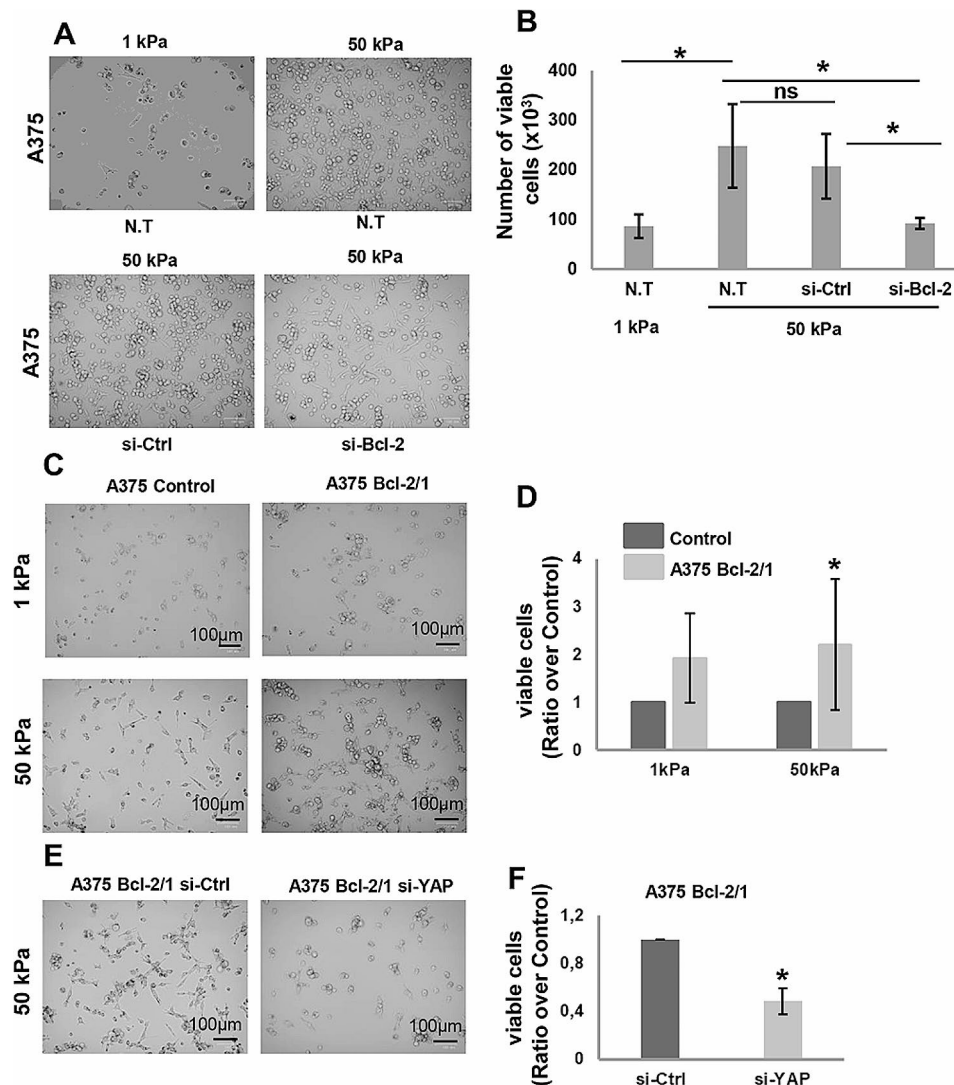 A
1 kPa
50 kPa
A375
N.T
N.T
50 kPa
50 kPa
A375
si-Ctrl
si-Bcl-2
B
Number of viable
cells (x10³)
400
300
200
100
0
*
*
ns
*
N.T
N.T
si-Ctrl
si-Bcl-2
1 kPa
50 kPa
C
A375 Control
A375 Bcl-2/1
1 kPa
100µm
100µm
50 kPa
100µm
100µm
D
Control
A375 Bcl-2/1
viable cells
(Ratio over Control)
4
3
2
1
0
*
1kPa
50kPa
E
A375 Bcl-2/1 si-Ctrl
A375 Bcl-2/1 si-YAP
50 kPa
100µm
100µm
F
A375 Bcl-2/1
viable cells
(Ratio over Control)
1,2
0,8
0,4
0
*
si-Ctrl
si-YAP